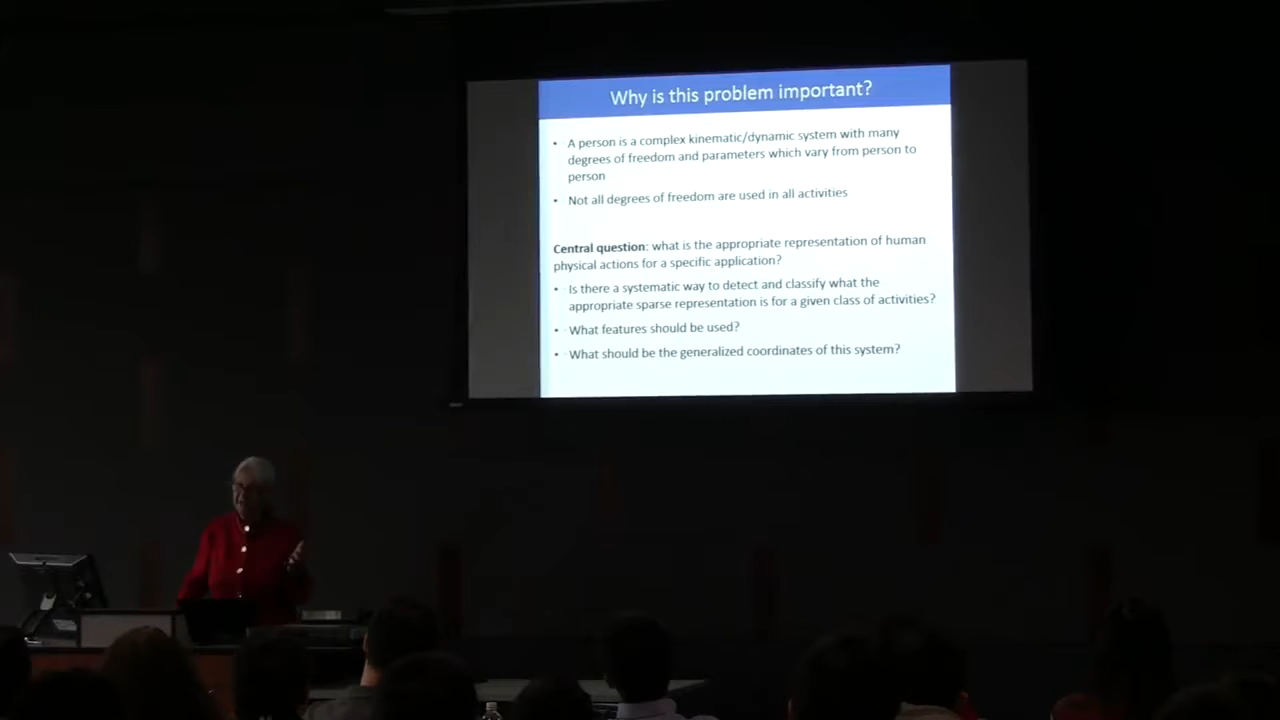 Why is this problem important?
• A person is a complex kinematic/dynamic system with many
degrees of freedom and parameters which vary from person to
person
• Not all degrees of freedom are used in all activities
Central question: what is the appropriate representation of human
physical actions for a specific application?
• Is there a systematic way to detect and classify what the
appropriate sparse representation is for a given class of activities?
• What features should be used?
• What should be the generalized coordinates of this system?